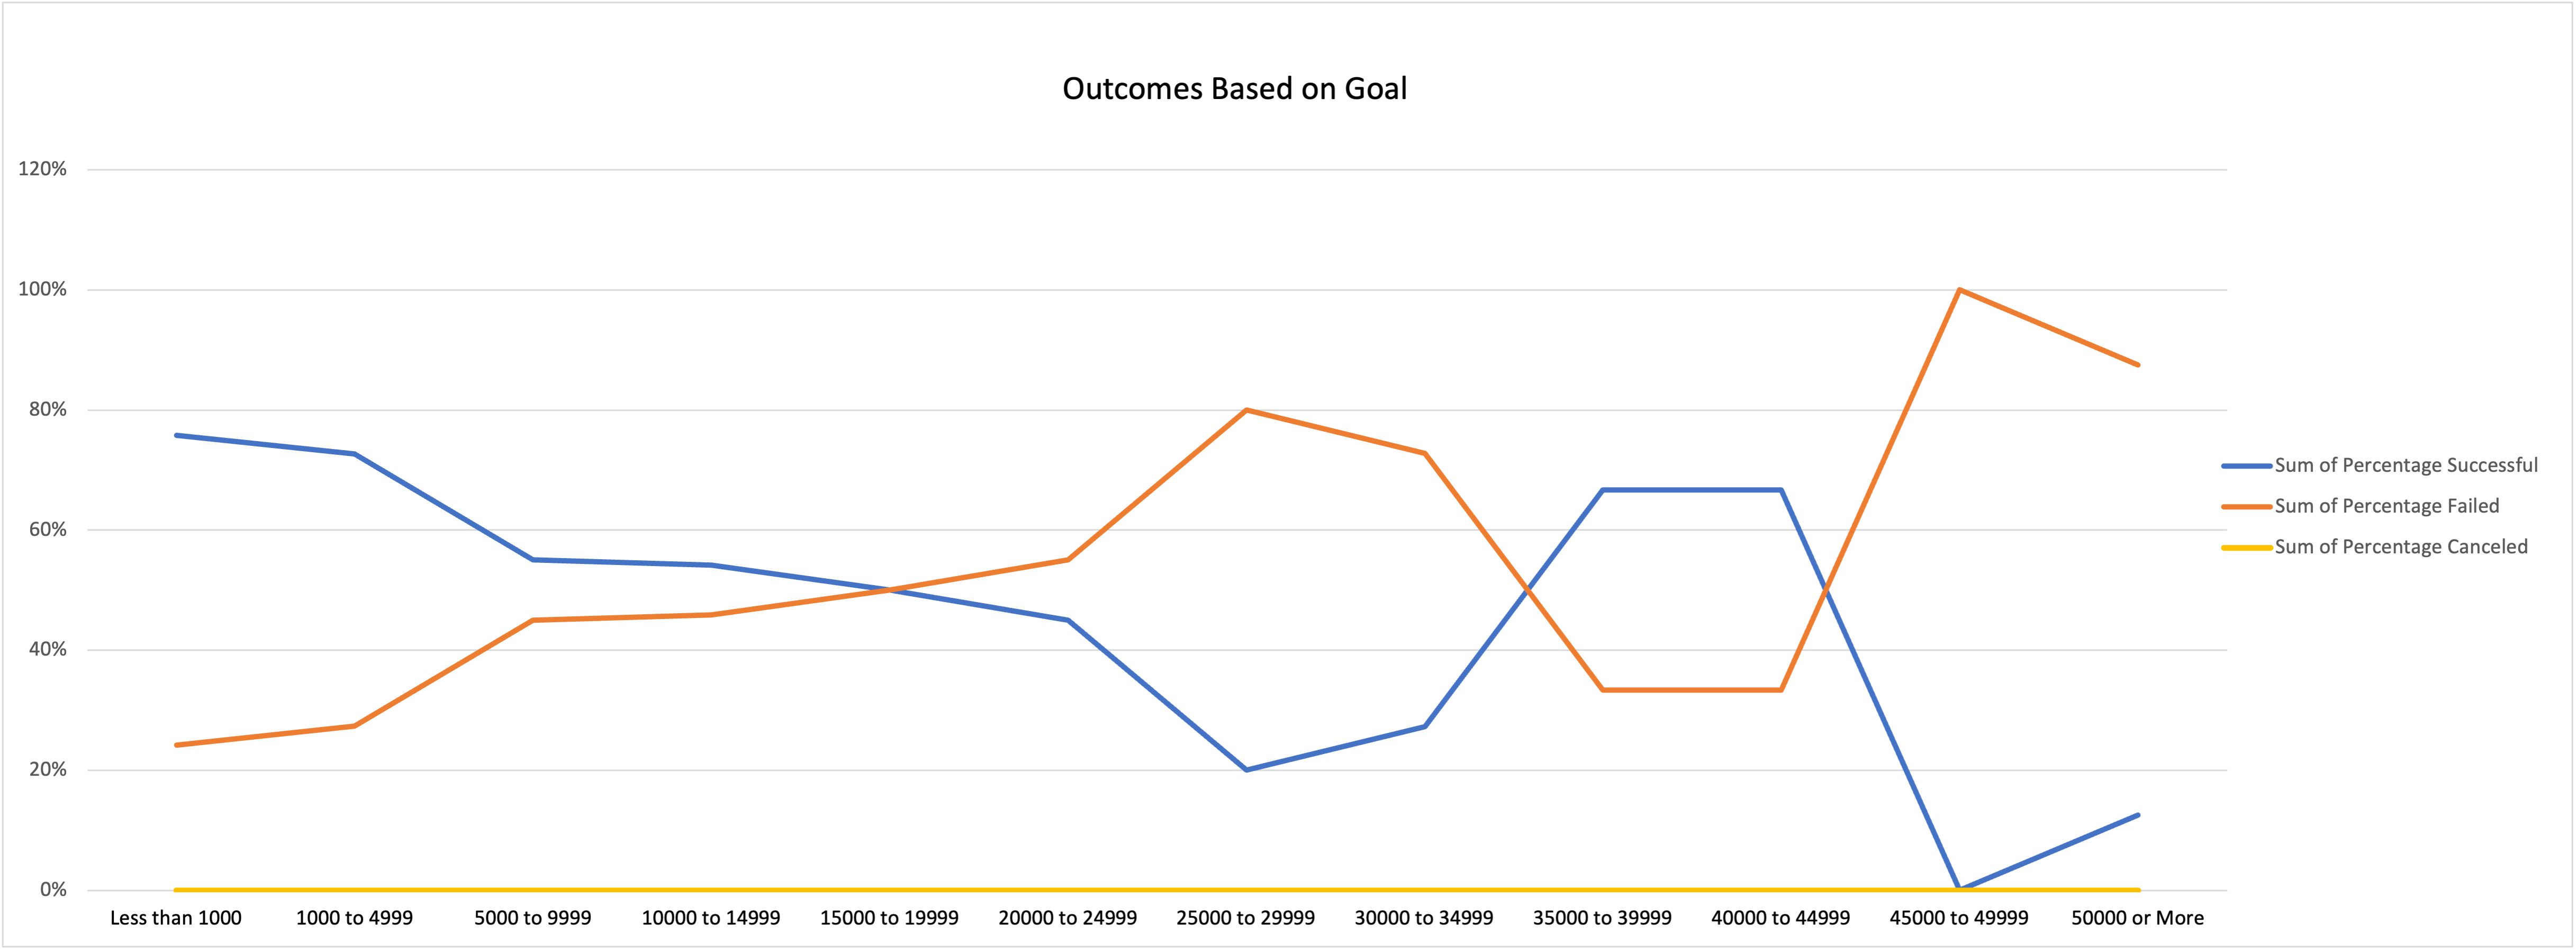 Outcomes Based on Goal
120%
100%
80%
60%
40%
20%
0%
Less than 1000 1000 to 4999 5000 to 9999 10000 to 14999 15000 to 19999 20000 to 24999 25000 to 29999 30000 to 34999 35000 to 39999 40000 to 44999 45000 to 49999 50000 or More
Sum of Percentage Successful
Sum of Percentage Failed
Sum of Percentage Canceled